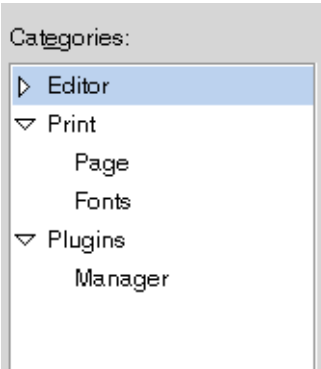 Categories:
Editor
Print
Page
Fonts
Plugins
Manager